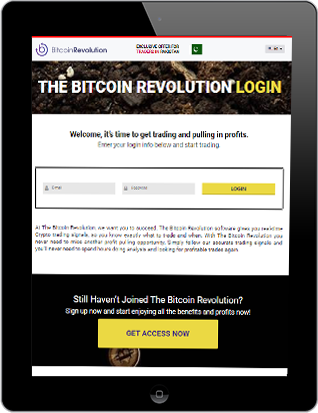 BitcoinRevolution
EXCLUSIVE OFFER FOR
TRADERS IN PAKISTAN
THE BITCOIN REVOLUTION LOGIN
Welcome, it's time to get trading and pulling in profits.
Enter your login info below and start trading.
Email
Password
LOGIN
At The Bitcoin Revolution, we want you to succeed. The Bitcoin Revolution software gives you real-time
Crypto trading signals, so you know exactly what to trade and when. With The Bitcoin Revolution you
never need to miss another profit pulling opportunity. Simply follow our accurate trading signals and
you'll never need to spend hours doing analysis and looking for profitable trades again.
Still Haven't Joined The Bitcoin Revolution?
Sign up now and start enjoying all the benefits and profits now!
GET ACCESS NOW